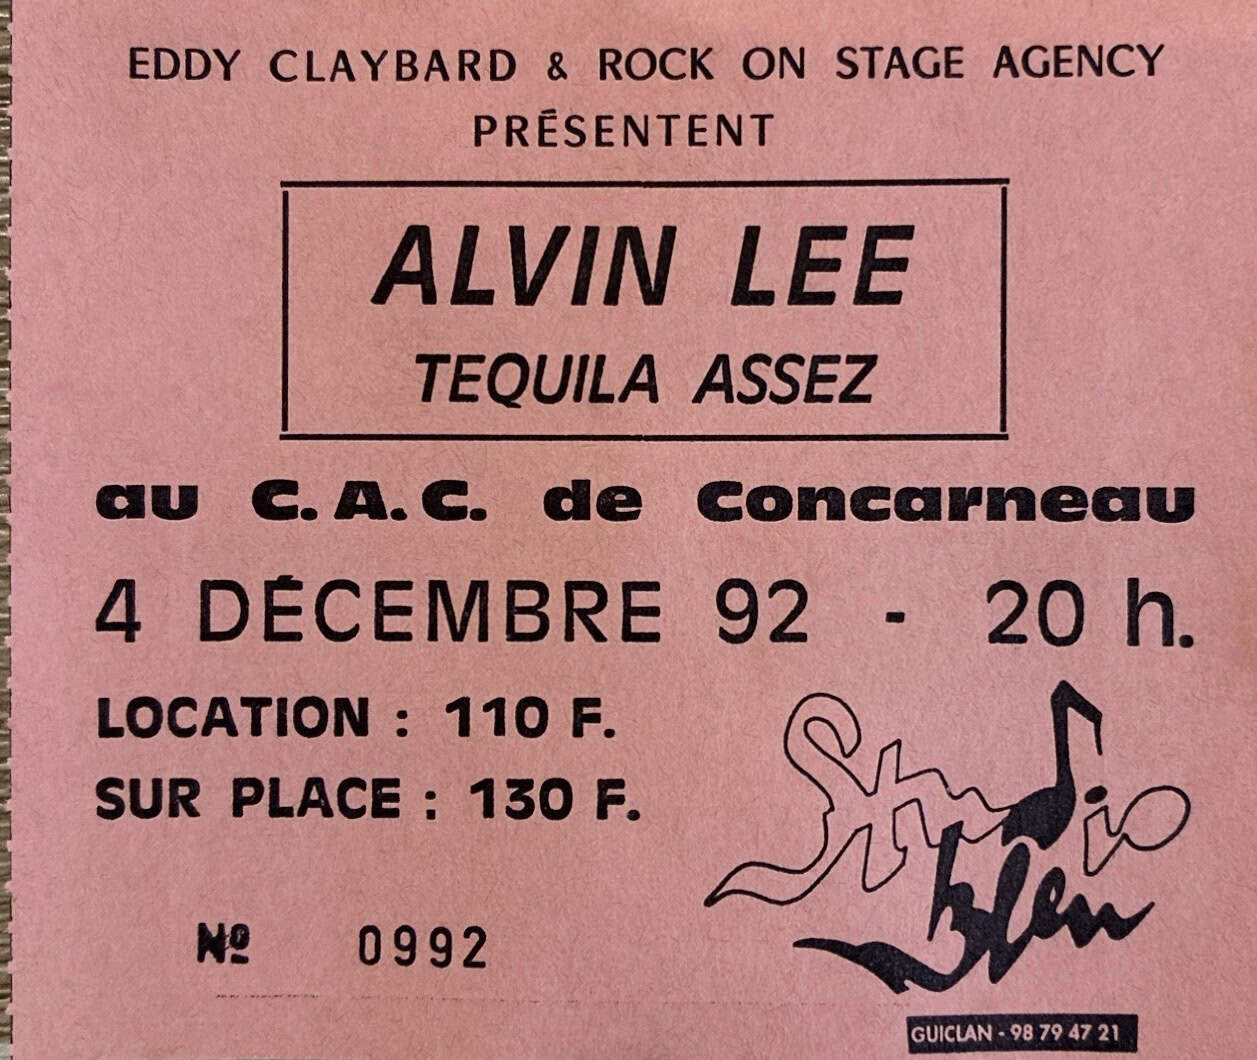 EDDY CLAYBARD & ROCK ON STAGE AGENCY
PRÉSENTENT
ALVIN LEE
TEQUILA ASSEZ
au C.A.C. de Concarneau
4 DÉCEMBRE 92 - 20 h.
LOCATION : 110 F.
SUR PLACE : 130 F.
Studio
bleu
Nº 0992
GUICLAN - 98 79 47 21